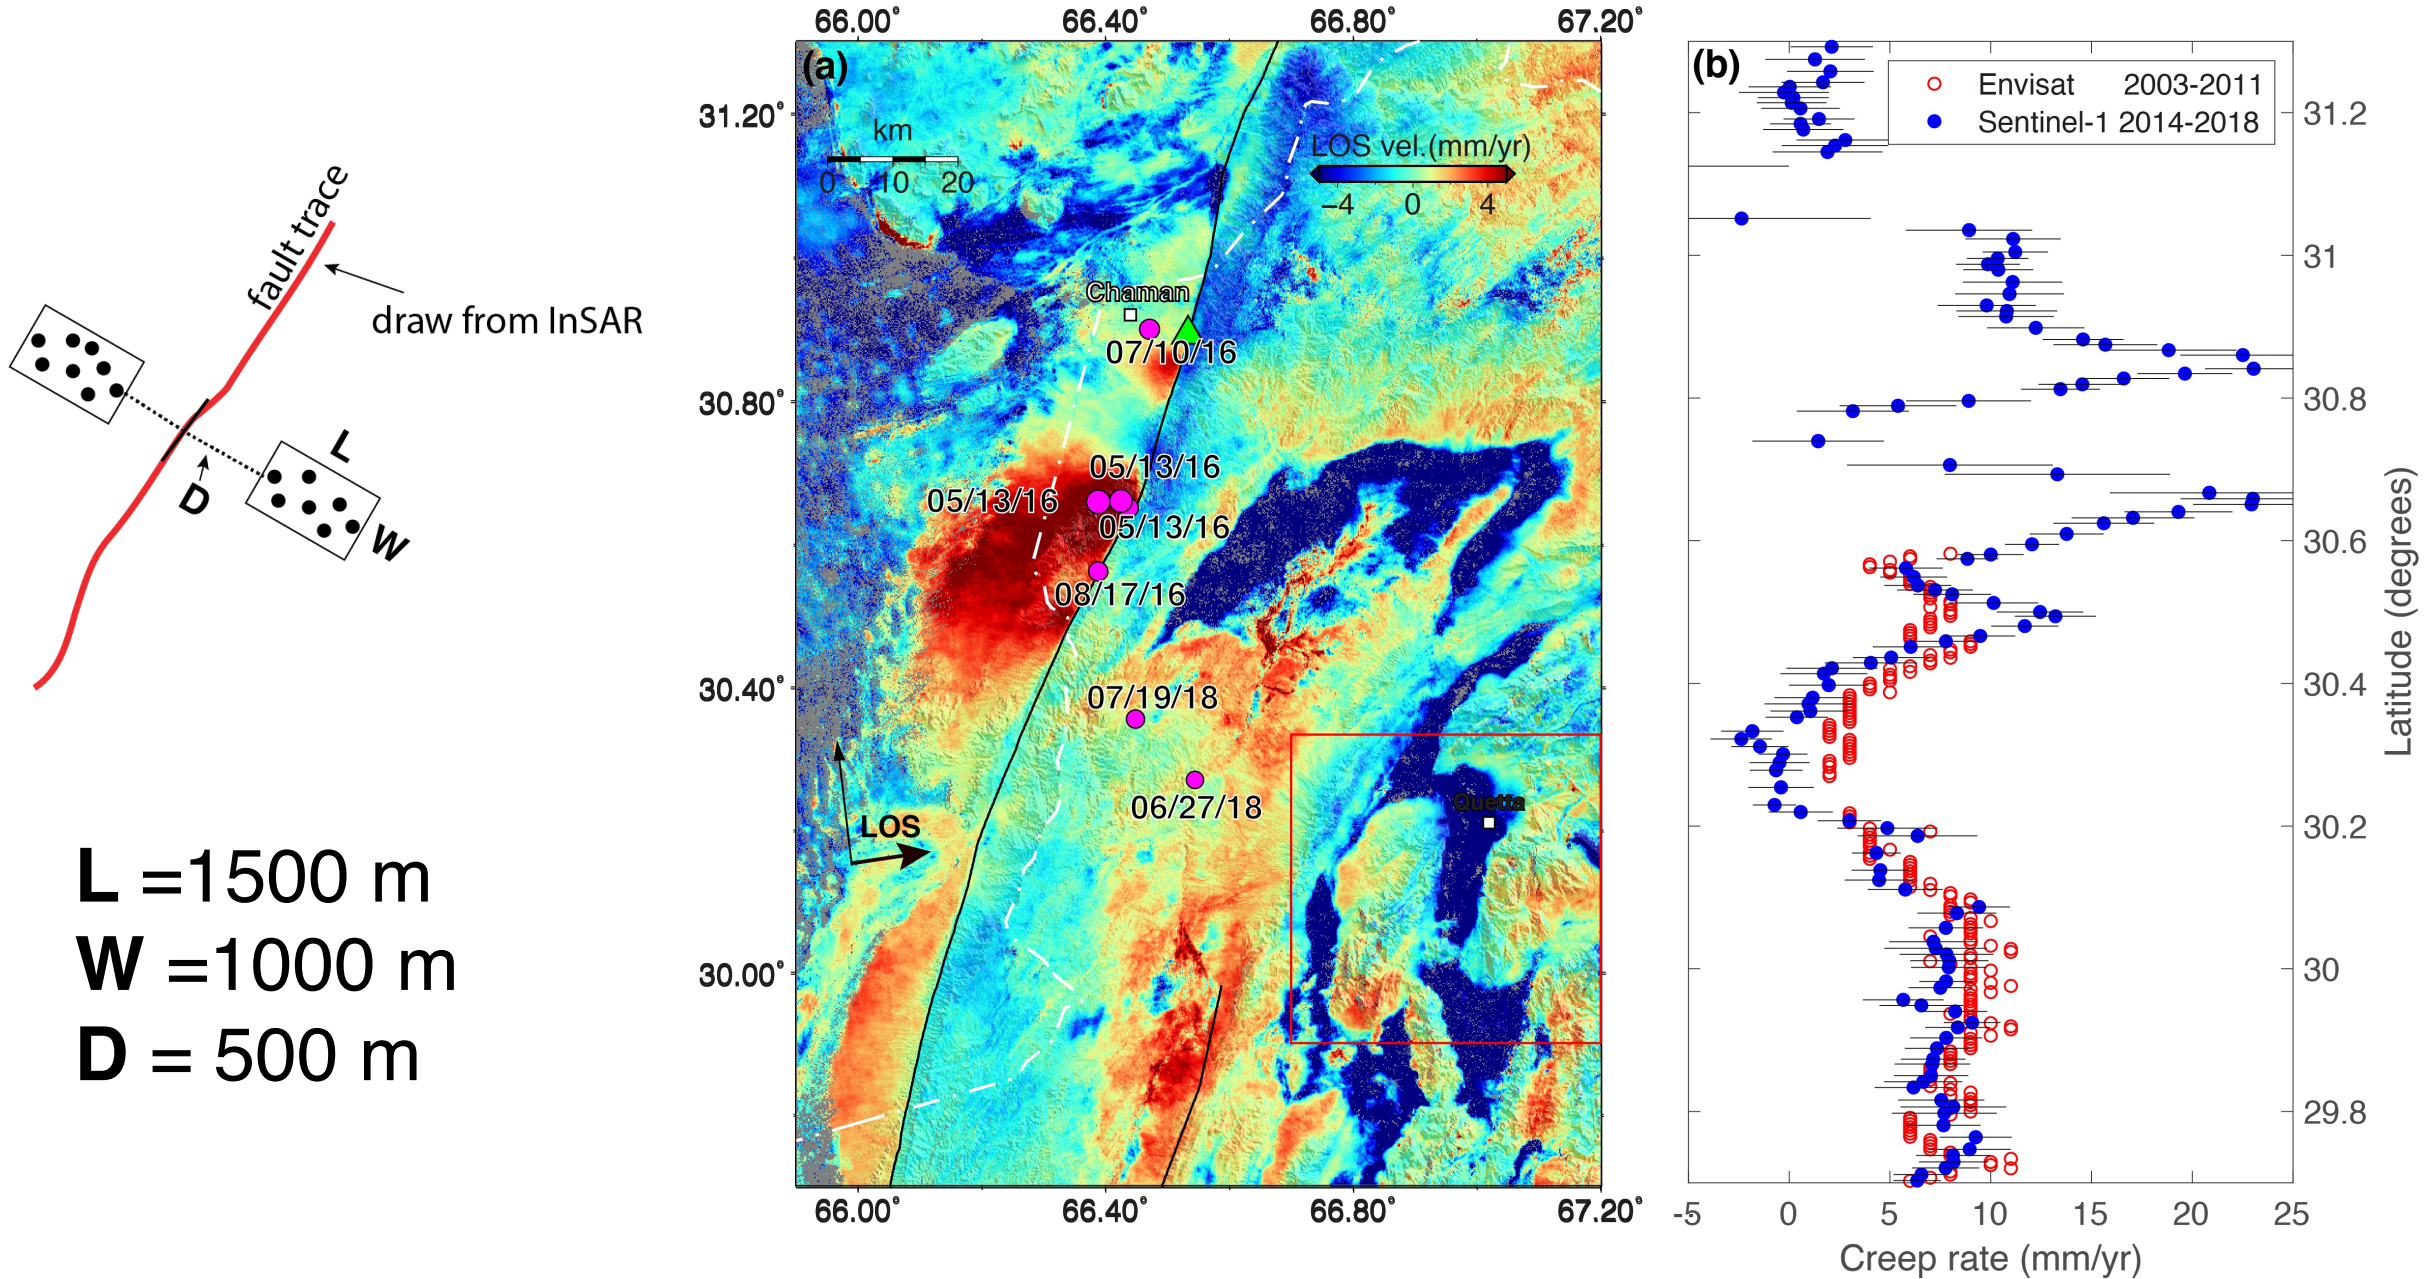 fault trace
draw from InSAR
L
D
W
L =1500 m
W =1000 m
D = 500 m
66.00° 66.40° 66.80° 67.20°
(a)
31.20°
30.80°
30.40°
30.00°
km
0 10 20
LOS vel.(mm/yr)
−4 0 4
Chaman
07/10/16
05/13/16
05/13/16
05/13/16
08/17/16
07/19/18
06/27/18
LOS
Quetta
66.00° 66.40° 66.80° 67.20°
(b)
Envisat 2003-2011
Sentinel-1 2014-2018
31.2
31
30.8
30.6
30.4
30.2
30
29.8
Latitude (degrees)
-5 0 5 10 15 20 25
Creep rate (mm/yr)